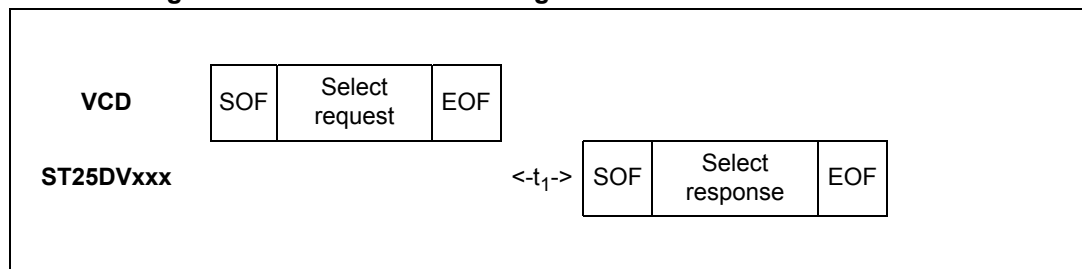 VCD SOF Select request EOF
ST25DVxxx <-t1-> SOF Select response EOF